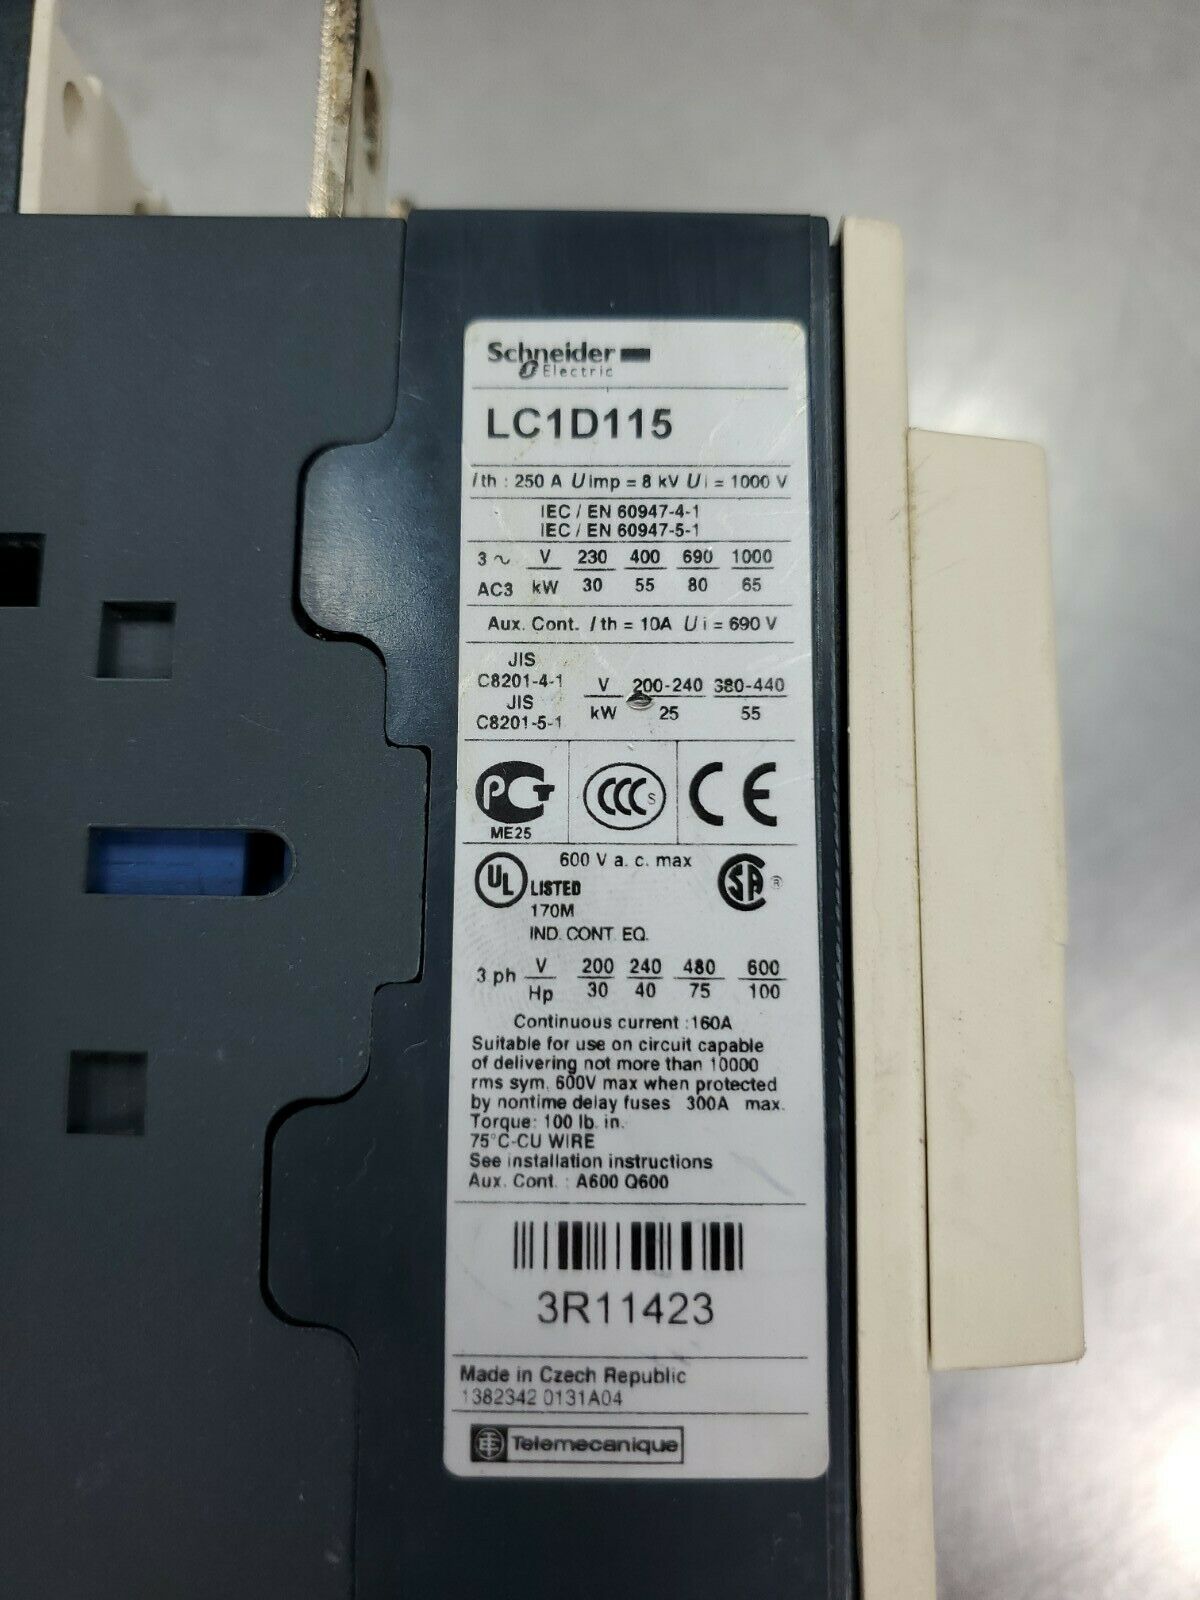 Schneider
Electric
LC1D115
Ith : 250 A Uimp = 8 kV Ui = 1000 V
IEC / EN 60947-4-1
IEC / EN 60947-5-1
3 ~ V 230 400 690 1000
AC3 kW 30 55 80 65
Aux. Cont. Ith = 10A Ui = 690 V
JIS
C8201-4-1
JIS
C8201-5-1
V 200-240 380-440
kW 25 55
PCT
ME25
CCC S
CE
600 V a. c. max
UL LISTED
170M
IND. CONT. EQ.
SA ®
3 ph V 200 240 480 600
Hp 30 40 75 100
Continuous current :160A
Suitable for use on circuit capable
of delivering not more than 10000
rms sym. 600V max when protected
by nontime delay fuses 300A max.
Torque: 100 lb. in.
75°C-CU WIRE
See installation instructions
Aux. Cont. : A600 Q600
3R11423
Made in Czech Republic
1382342 0131A04
Telemecanique